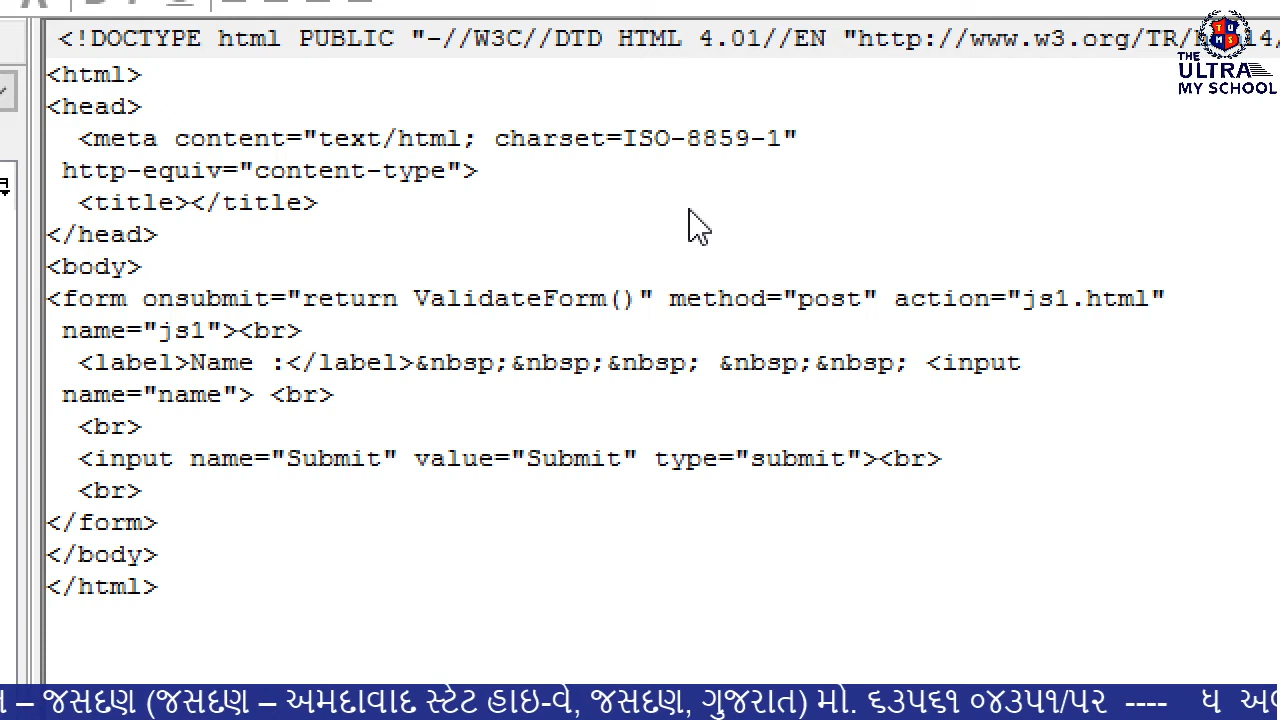 <!DOCTYPE html PUBLIC "-//W3C//DTD HTML 4.01//EN "http://www.w3.org/TR/
THE
ULTRA
MY SCHOOL
<html>
<head>
<meta content="text/html; charset=ISO-8859-1"
http-equiv="content-type">
<title></title>
</head>
<body>
<form onsubmit="return ValidateForm()" method="post" action="js1.html"
name="js1"><br>
<label>Name :</label>&nbsp;&nbsp;&nbsp; &nbsp;&nbsp; <input
name="name"> <br>
<br>
<input name="Submit" value="Submit" type="submit"><br>
<br>
</form>
</body>
</html>
– જસદણ (જસદણ – અમદાવાદ સ્ટેટ હાઇ-વે, જસદણ, ગુજરાત) મો. ૬૩૫૬૧ ૦૪૩૫૧/૫૨ ---- ધ